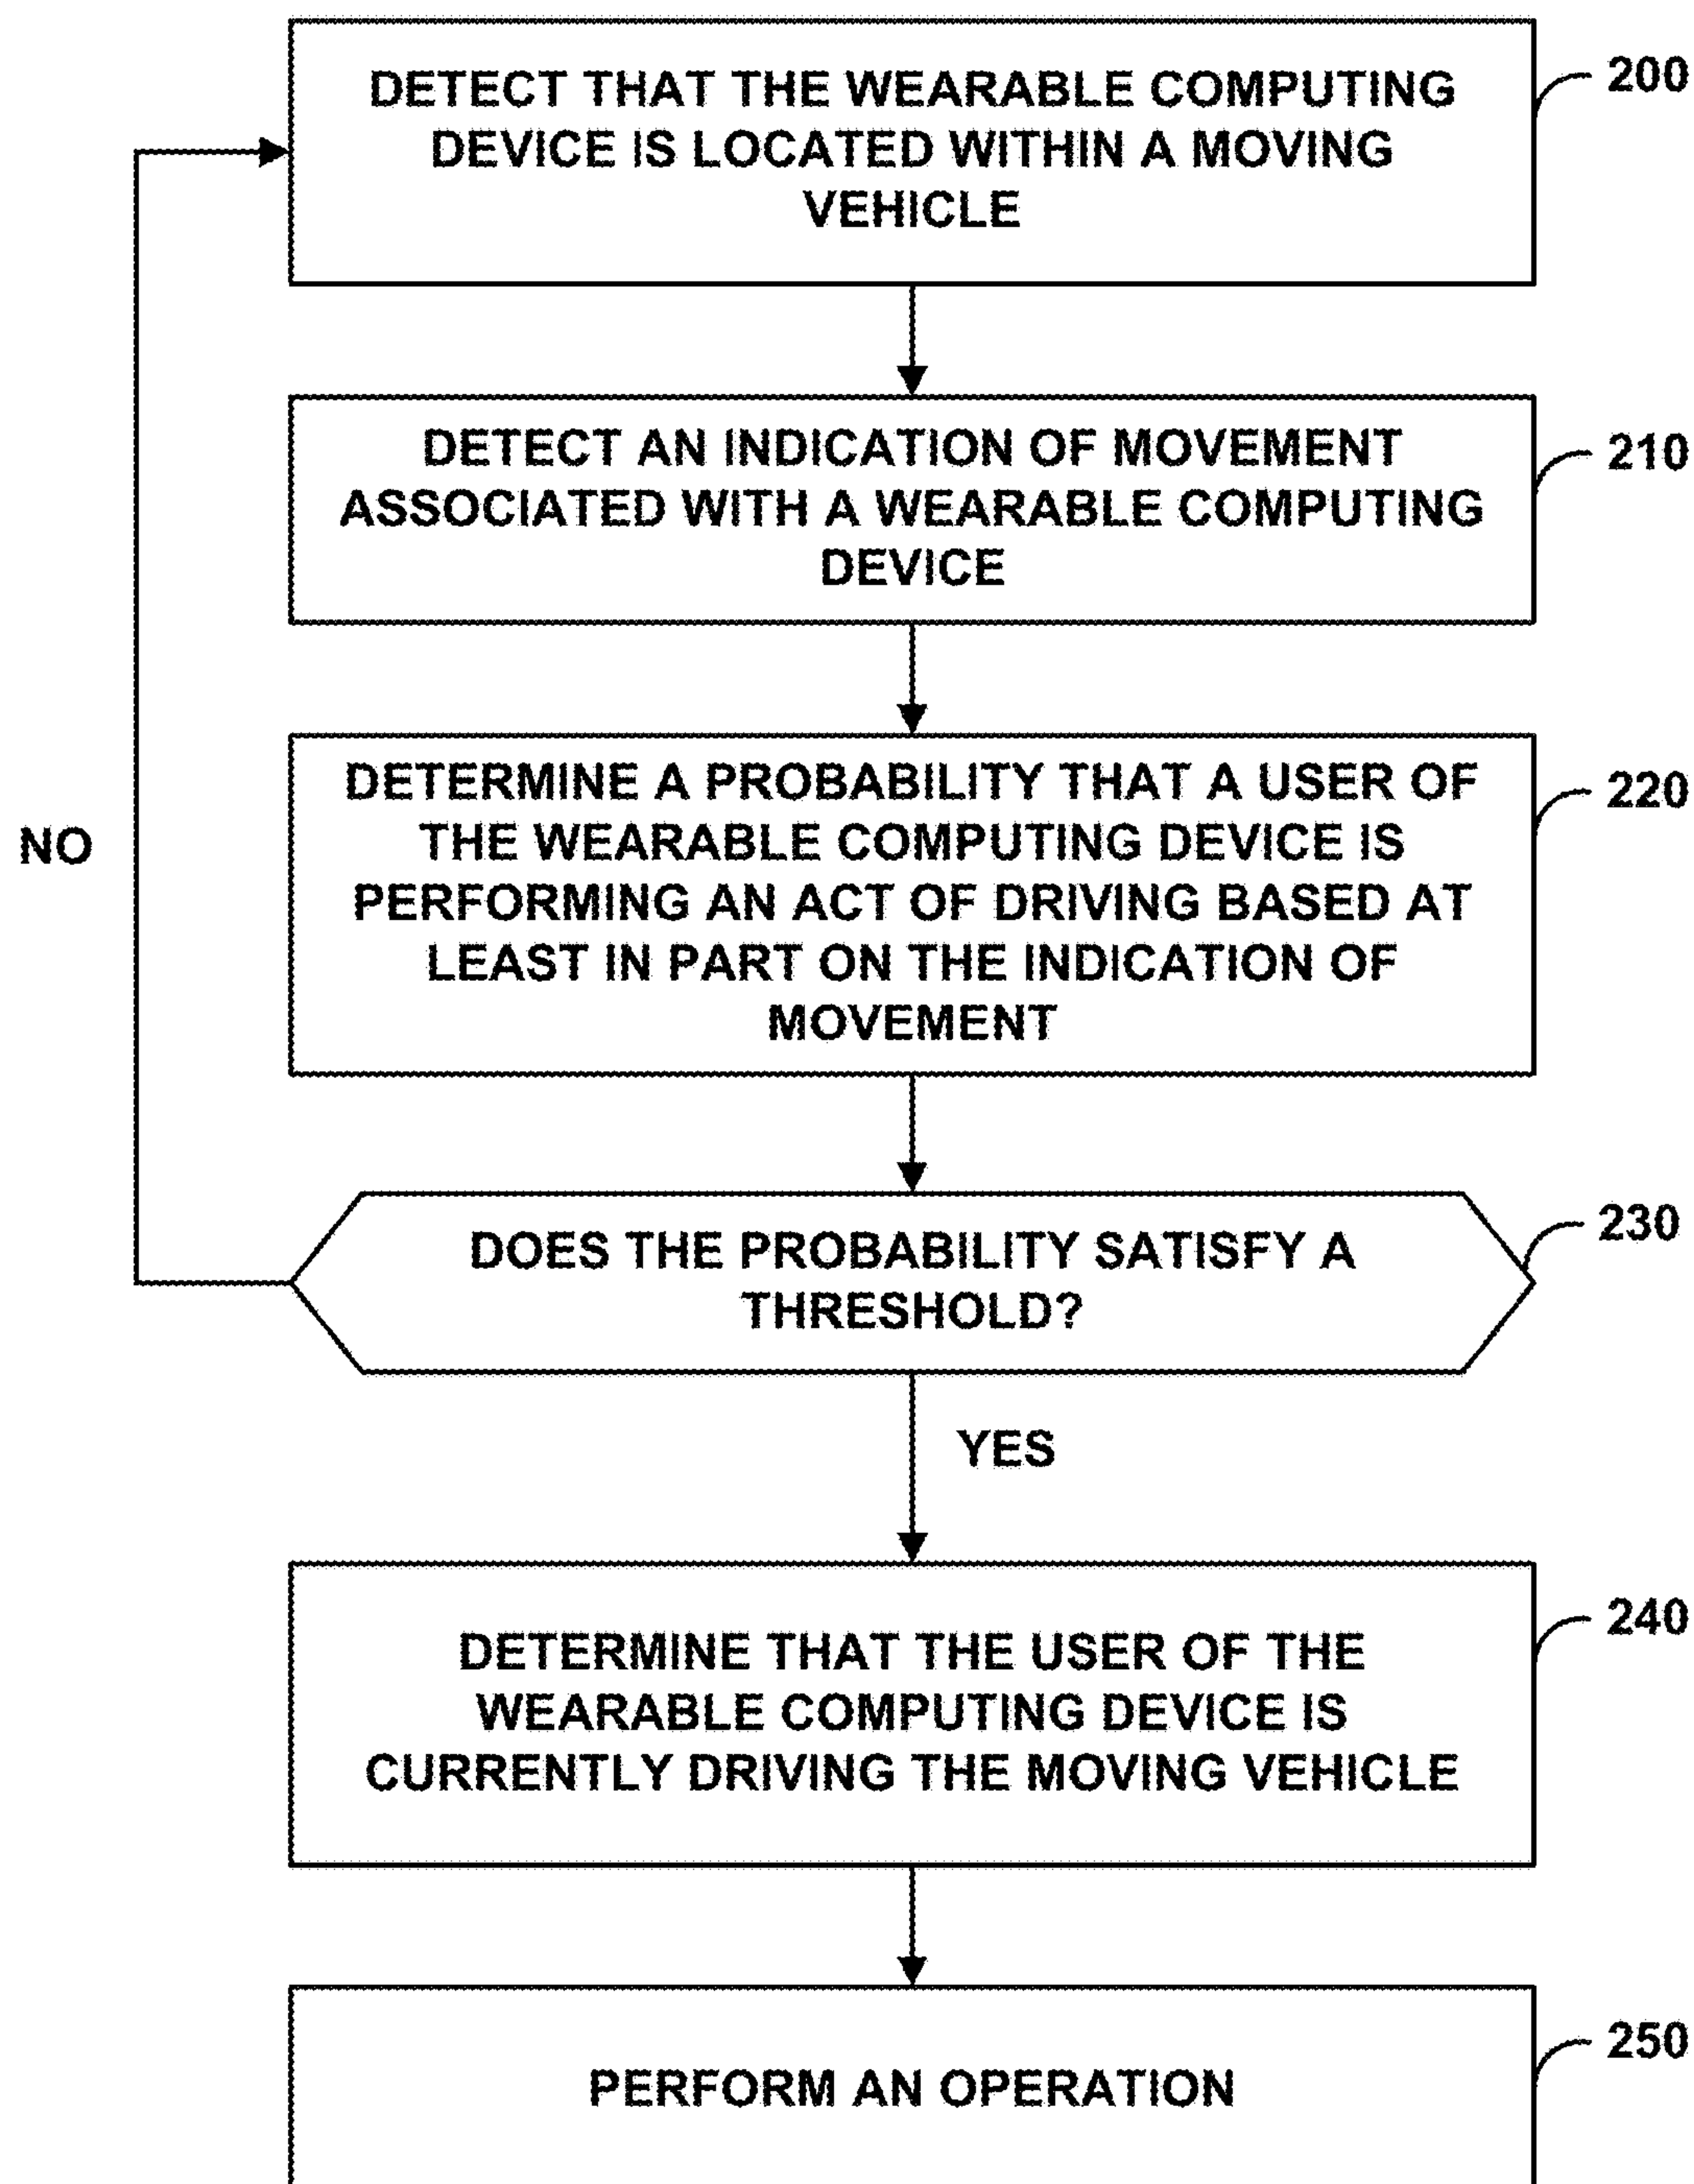 DETECT THAT THE WEARABLE COMPUTING
DEVICE IS LOCATED WITHIN A MOVING
VEHICLE
200
DETECT AN INDICATION OF MOVEMENT
ASSOCIATED WITH A WEARABLE COMPUTING
DEVICE
210
DETERMINE A PROBABILITY THAT A USER OF
THE WEARABLE COMPUTING DEVICE IS
PERFORMING AN ACT OF DRIVING BASED AT
LEAST IN PART ON THE INDICATION OF
MOVEMENT
220
NO
DOES THE PROBABILITY SATISFY A
THRESHOLD?
230
YES
DETERMINE THAT THE USER OF THE
WEARABLE COMPUTING DEVICE IS
CURRENTLY DRIVING THE MOVING VEHICLE
240
PERFORM AN OPERATION
250